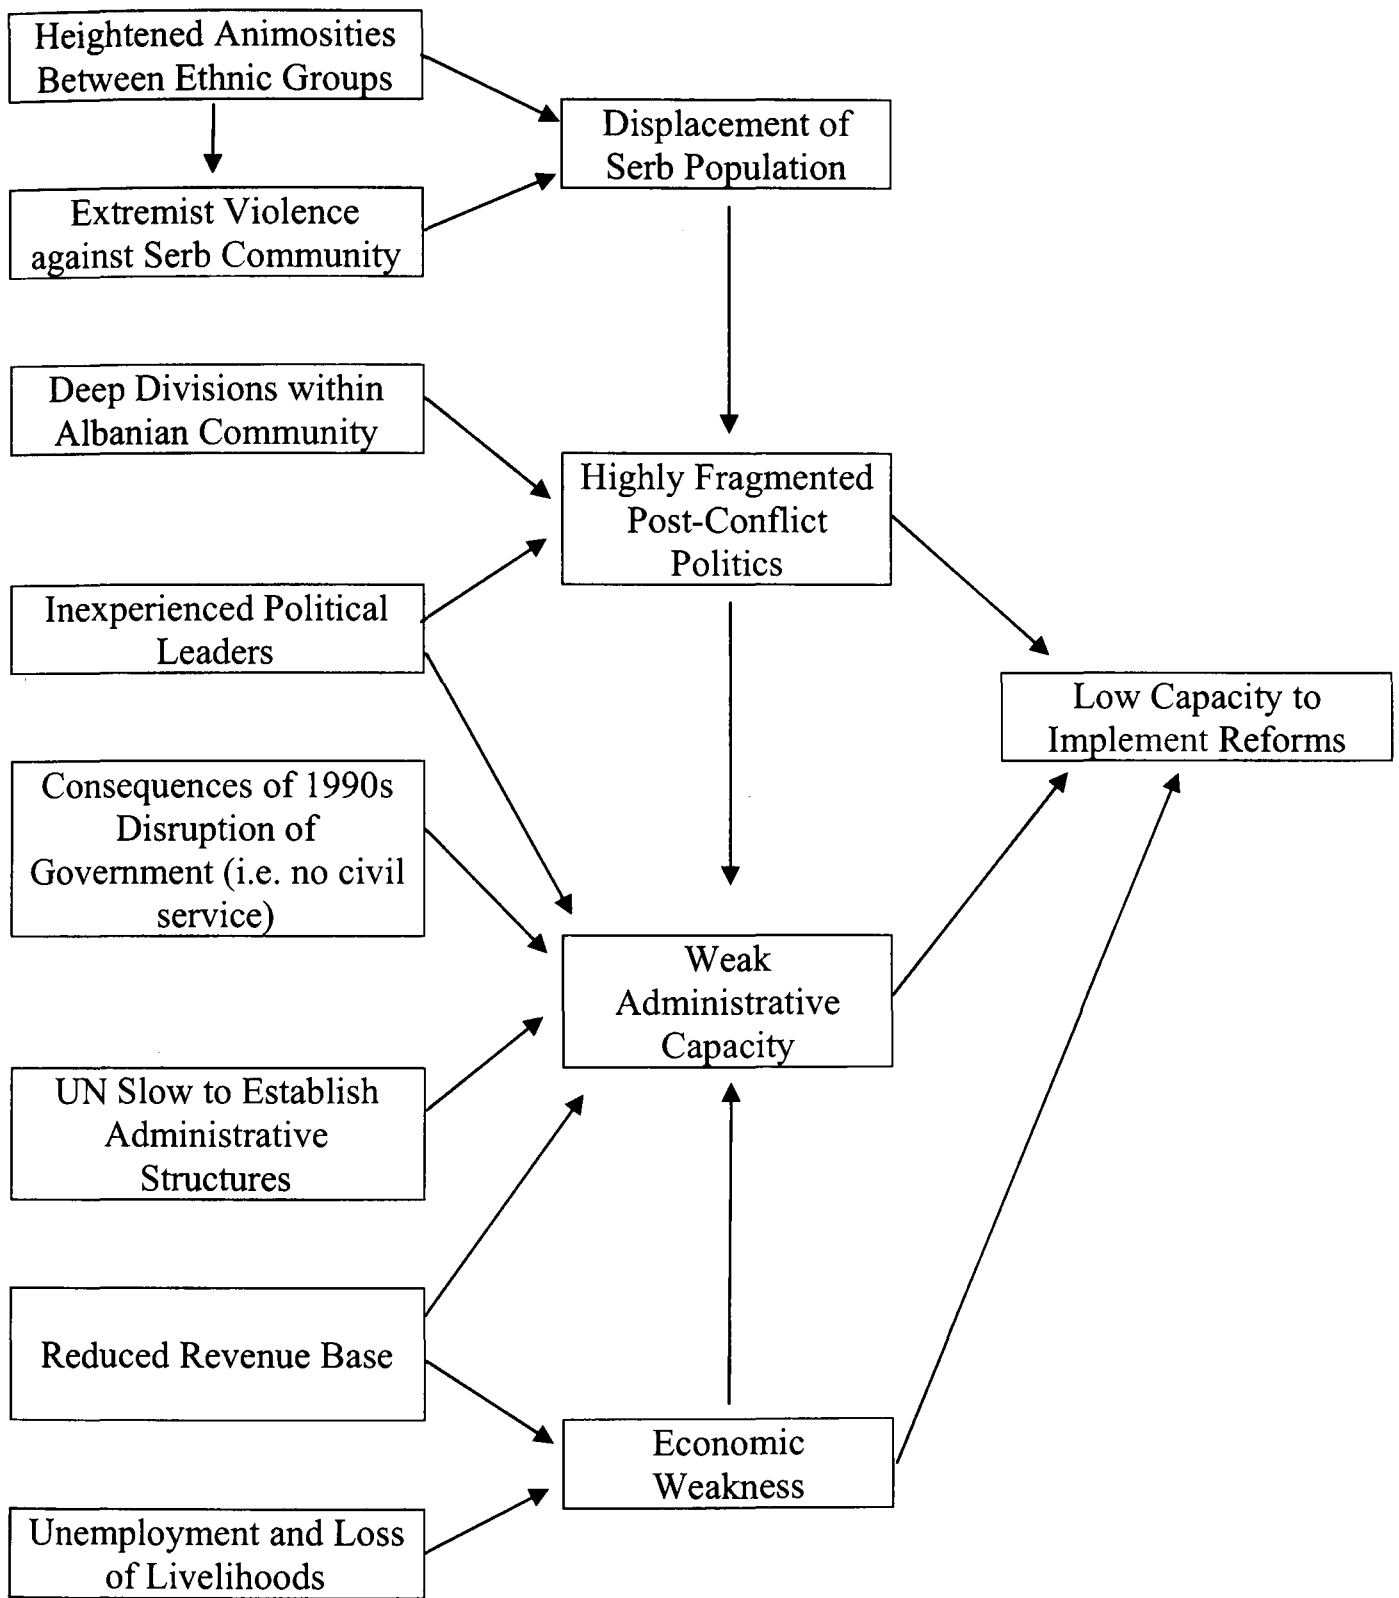 Heightened Animosities
Between Ethnic Groups
Displacement of
Serb Population
Extremist Violence
against Serb Community
Deep Divisions within
Albanian Community
Highly Fragmented
Post-Conflict
Politics
Inexperienced Political
Leaders
Low Capacity to
Implement Reforms
Consequences of 1990s
Disruption of
Government (i.e. no civil
service)
Weak
Administrative
Capacity
UN Slow to Establish
Administrative
Structures
Reduced Revenue Base
Economic
Weakness
Unemployment and Loss
of Livelihoods